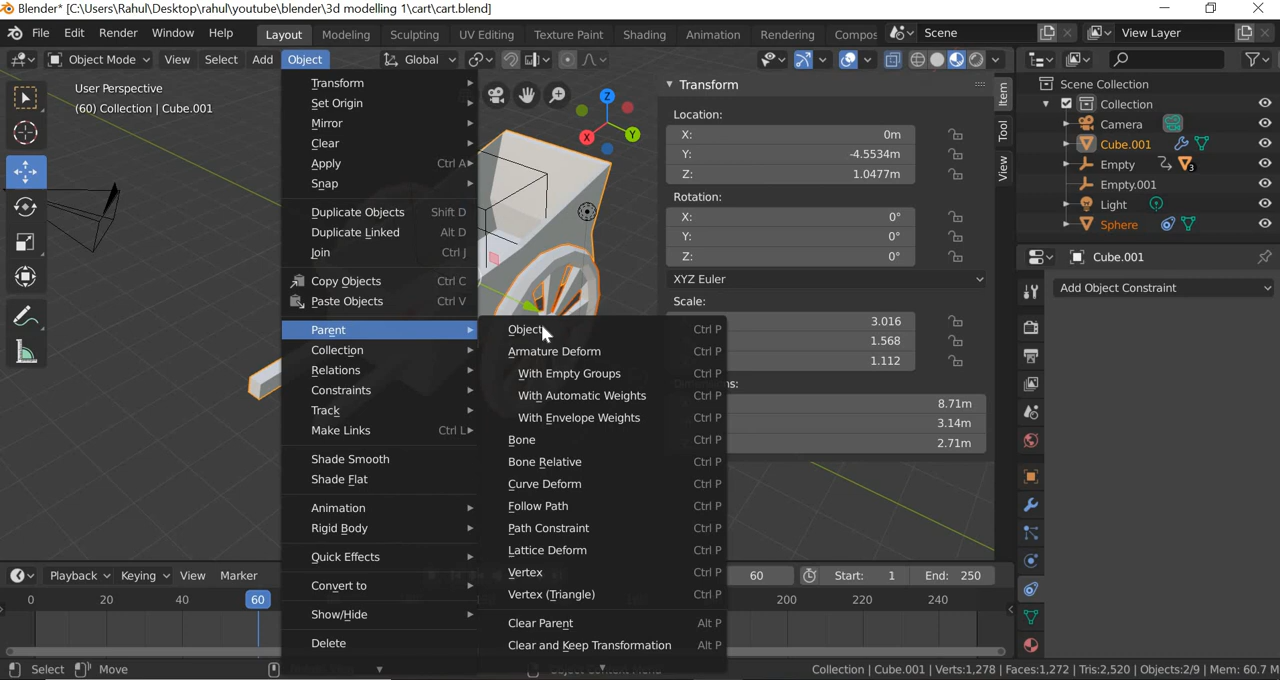 Blender* [C:\Users\Rahul\Desktop\rahul\youtube\blender\3d modelling 1\cart\cart.blend]
File Edit Render Window Help Layout Modeling Sculpting UV Editing Texture Paint Shading Animation Rendering Compos Scene View Layer
Object Mode View Select Add Object Global
User Perspective
(60) Collection | Cube.001
Transform
Set Origin
Mirror
Clear
Apply Ctrl A
Snap
Duplicate Objects Shift D
Duplicate Linked Alt D
Join Ctrl J
Copy Objects Ctrl C
Paste Objects Ctrl V
Parent
Collection
Relations
Constraints
Track
Make Links Ctrl L
Shade Smooth
Shade Flat
Animation
Rigid Body
Quick Effects
Convert to
Show/Hide
Delete
Object Ctrl P
Armature Deform Ctrl P
With Empty Groups Ctrl P
With Automatic Weights Ctrl P
With Envelope Weights Ctrl P
Bone Ctrl P
Bone Relative Ctrl P
Curve Deform Ctrl P
Follow Path Ctrl P
Path Constraint Ctrl P
Lattice Deform Ctrl P
Vertex Ctrl P
Vertex (Triangle) Ctrl P
Clear Parent Alt P
Clear and Keep Transformation Alt P
Z
X
Y
Transform
Location:
X: 0m
Y: -4.5534m
Z: 1.0477m
Rotation:
X: 0°
Y: 0°
Z: 0°
XYZ Euler
Scale:
3.016
1.568
1.112
8.71m
3.14m
2.71m
Item
Tool
View
Scene Collection
Collection
Camera
Cube.001
Empty 3
Empty.001
Light
Sphere
Cube.001
Add Object Constraint
Playback Keying View Marker 60 Start: 1 End: 250
0 20 40 60 200 220 240
Select Move Object Context Menu Collection | Cube.001 | Verts:1,278 | Faces:1,272 | Tris:2,520 | Objects:2/9 | Mem: 60.7 M